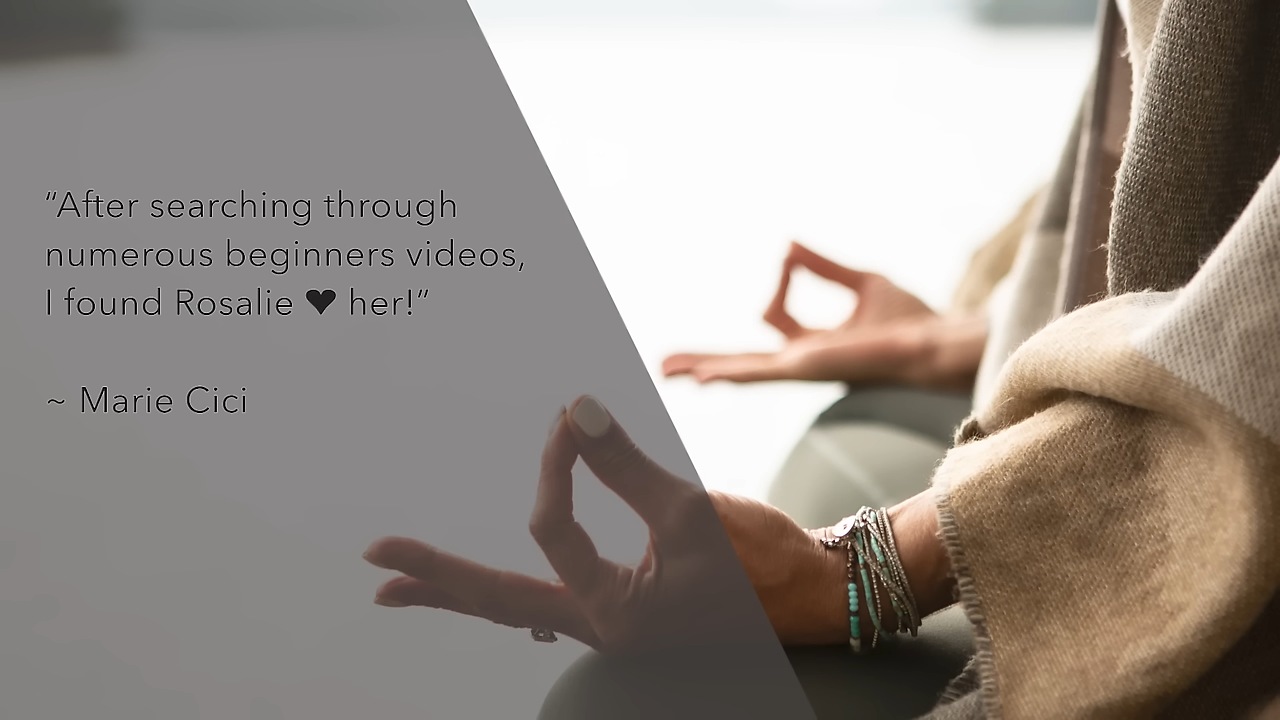 “After searching through
numerous beginners videos,
I found Rosalie ♥ her!”
~ Marie Cici